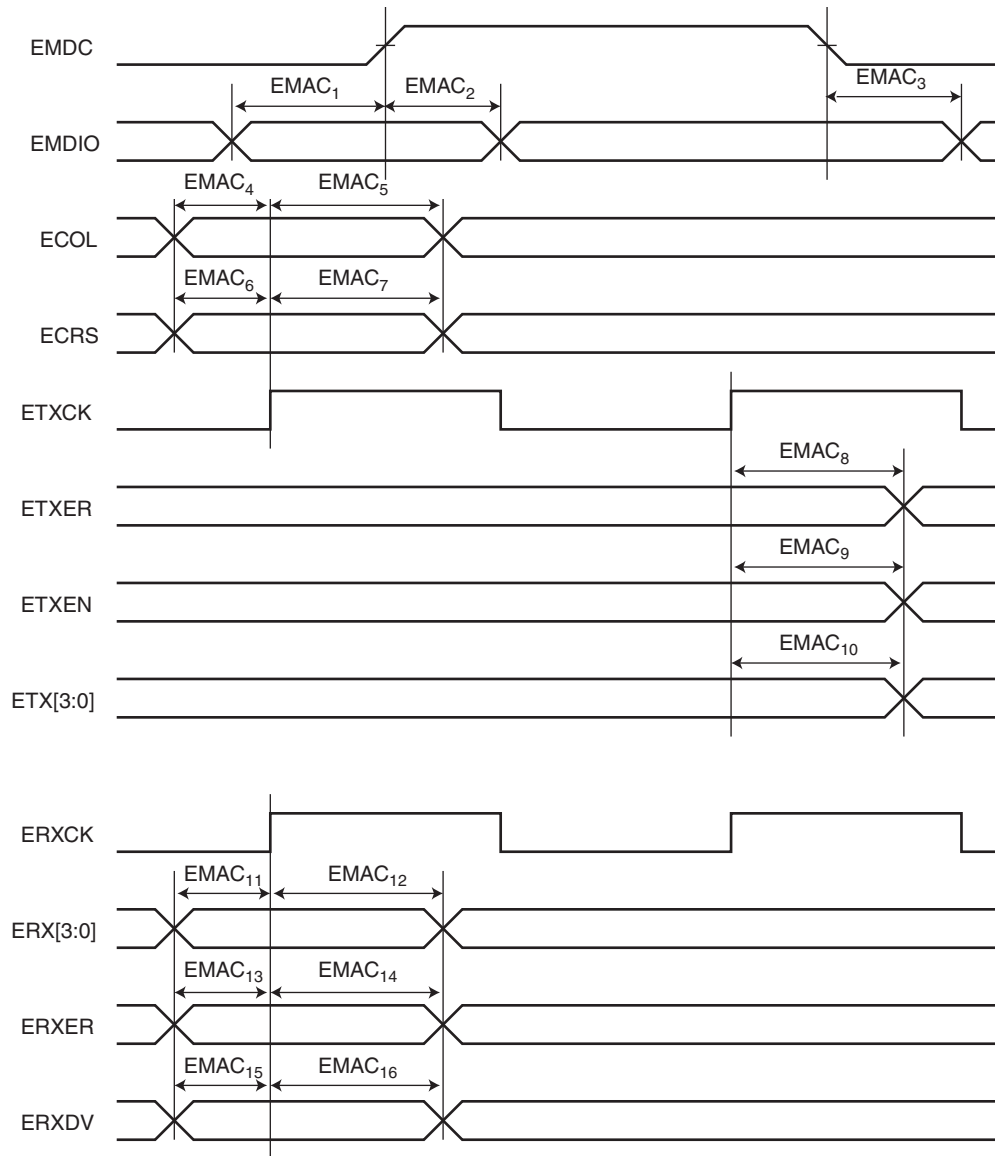 EMDC
EMAC₁ EMAC₂ EMAC₃
EMDIO
EMAC₄ EMAC₅
ECOL
EMAC₆ EMAC₇
ECRS
ETXCK
EMAC₈
ETXER
EMAC₉
ETXEN
EMAC₁₀
ETX[3:0]
ERXCK
EMAC₁₁ EMAC₁₂
ERX[3:0]
EMAC₁₃ EMAC₁₄
ERXER
EMAC₁₅ EMAC₁₆
ERXDV